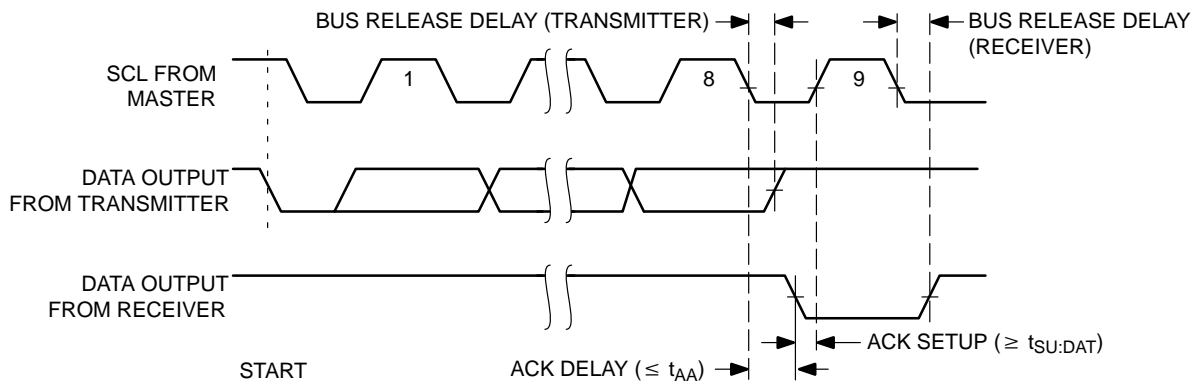 BUS RELEASE DELAY (TRANSMITTER)
BUS RELEASE DELAY
(RECEIVER)
SCL FROM
MASTER
1
8
9
DATA OUTPUT
FROM TRANSMITTER
DATA OUTPUT
FROM RECEIVER
START
ACK DELAY (≤ tAA)
ACK SETUP (≥ tSU:DAT)